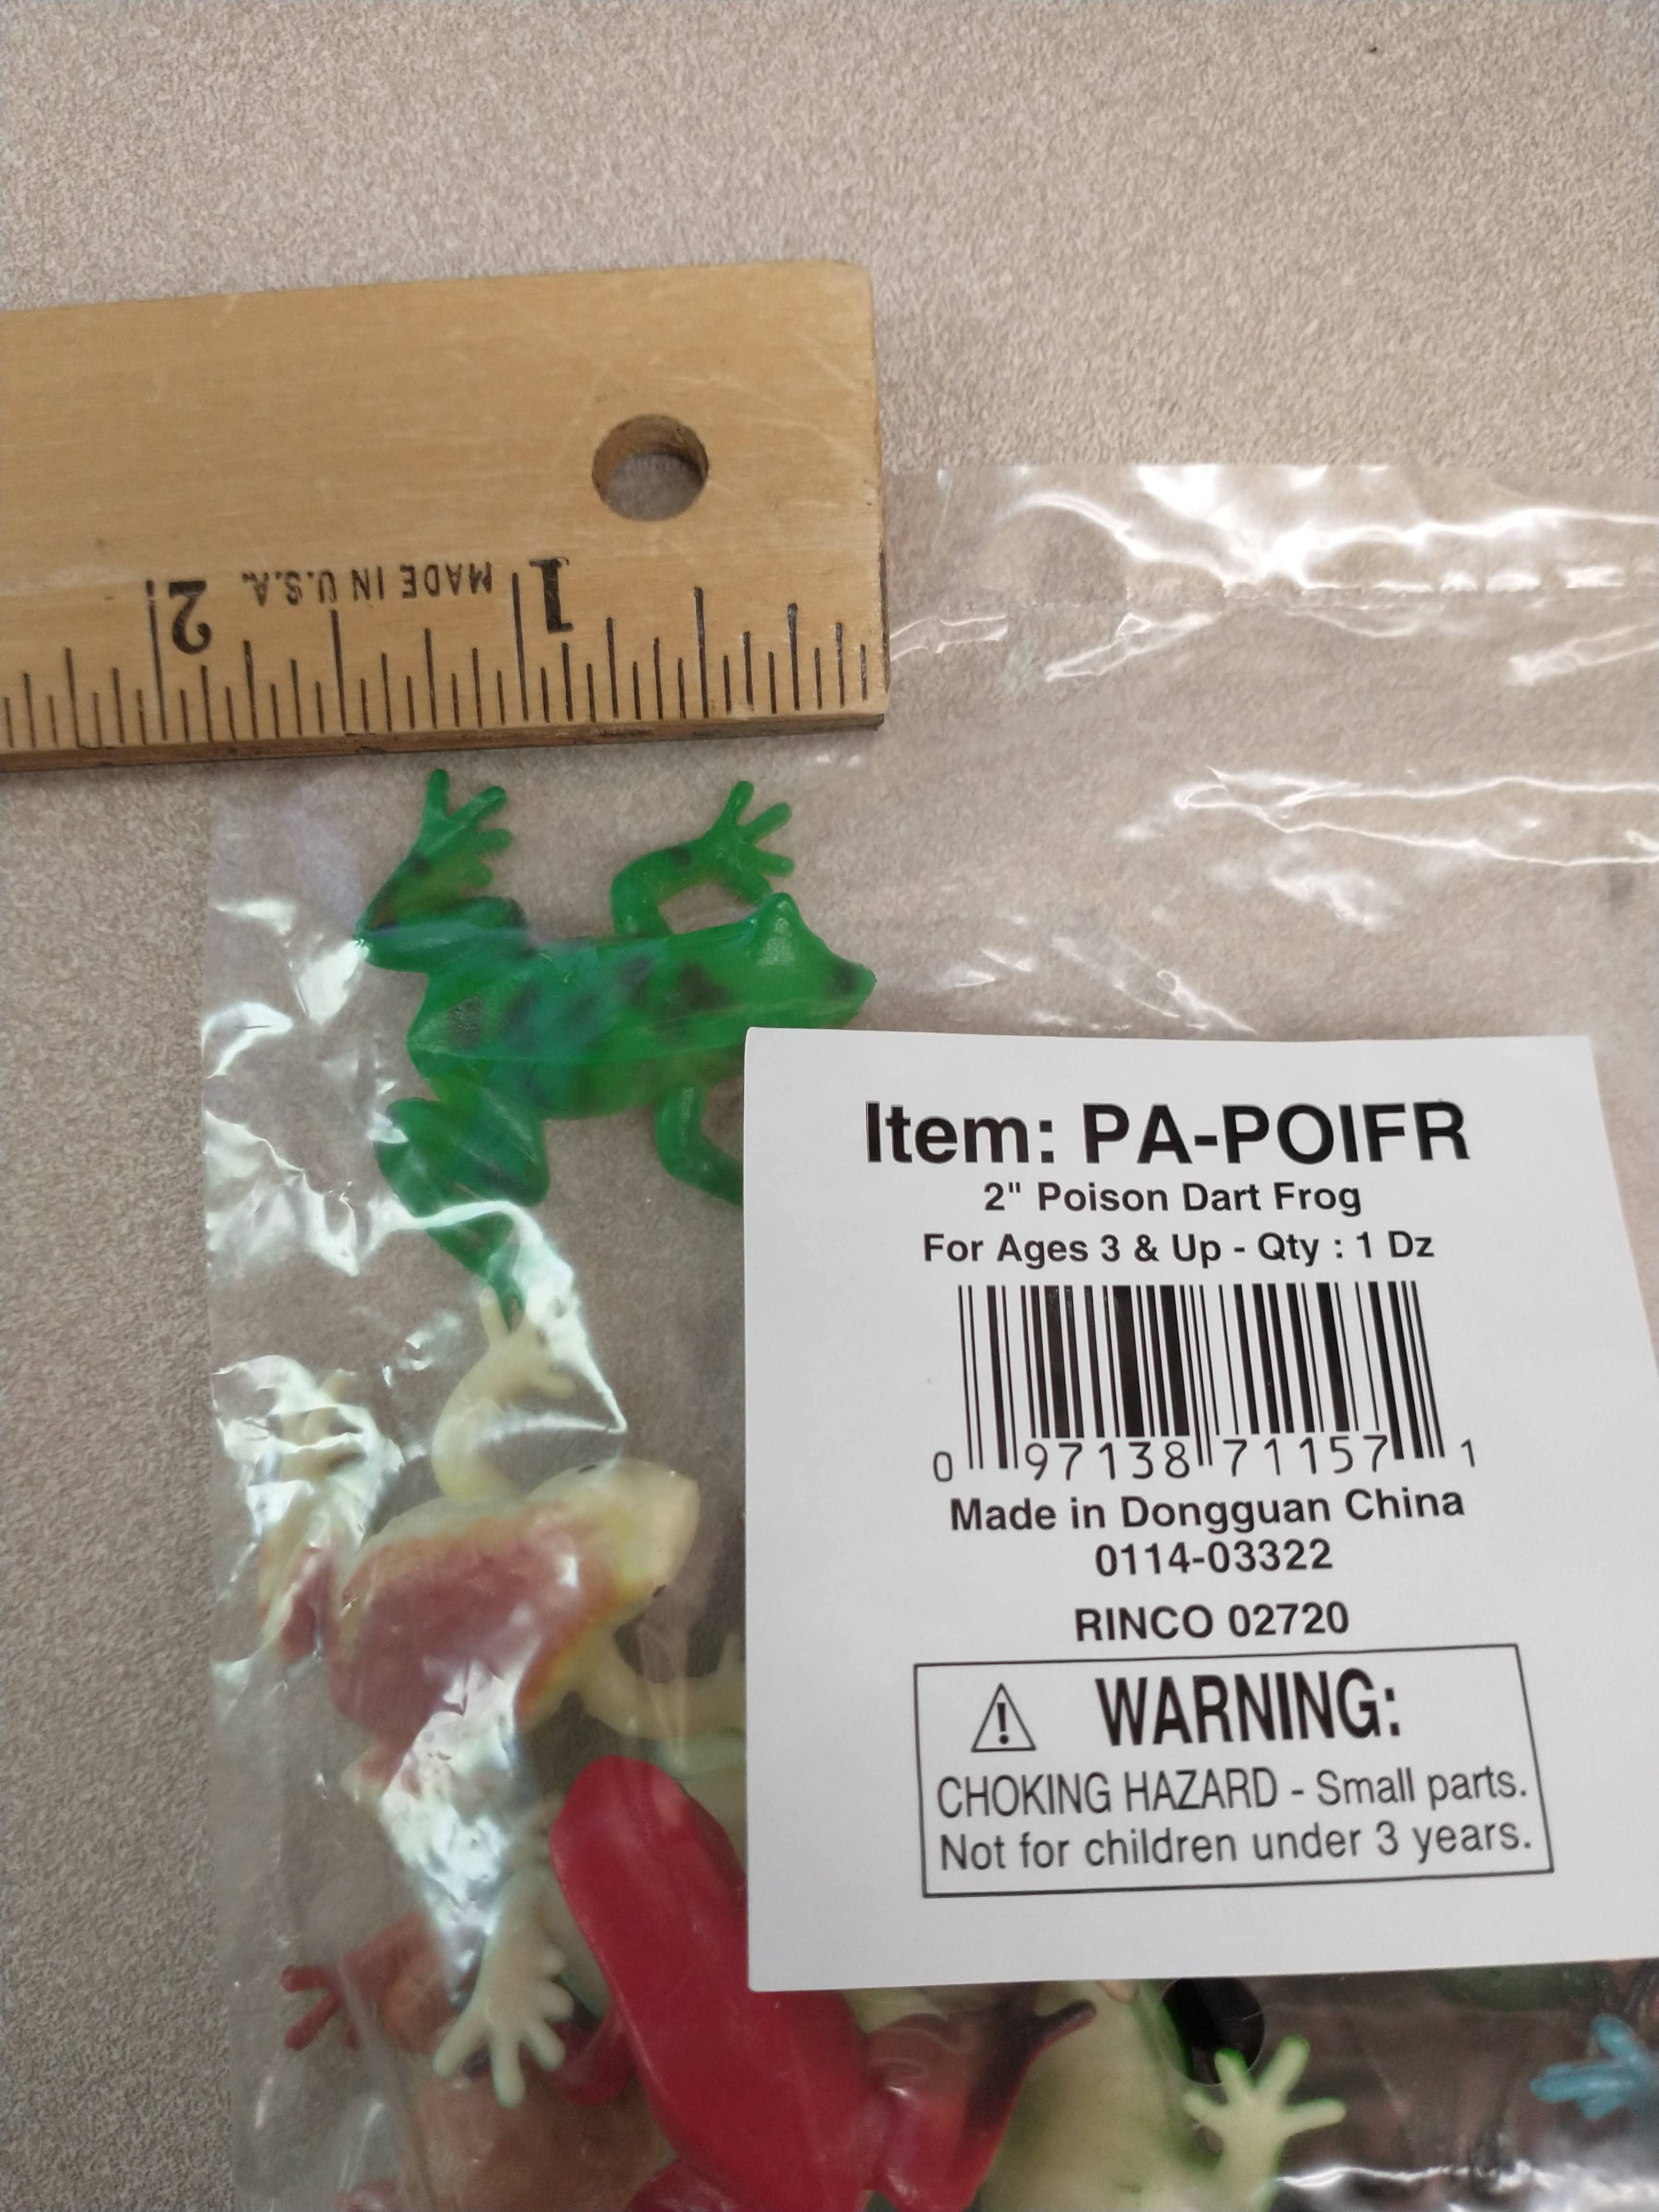 1
MADE IN U.S.A.
2
Item: PA-POIFR
2" Poison Dart Frog
For Ages 3 & Up - Qty : 1 Dz
0 97138 71157 1
Made in Dongguan China
0114-03322
RINCO 02720
WARNING:
CHOKING HAZARD - Small parts.
Not for children under 3 years.